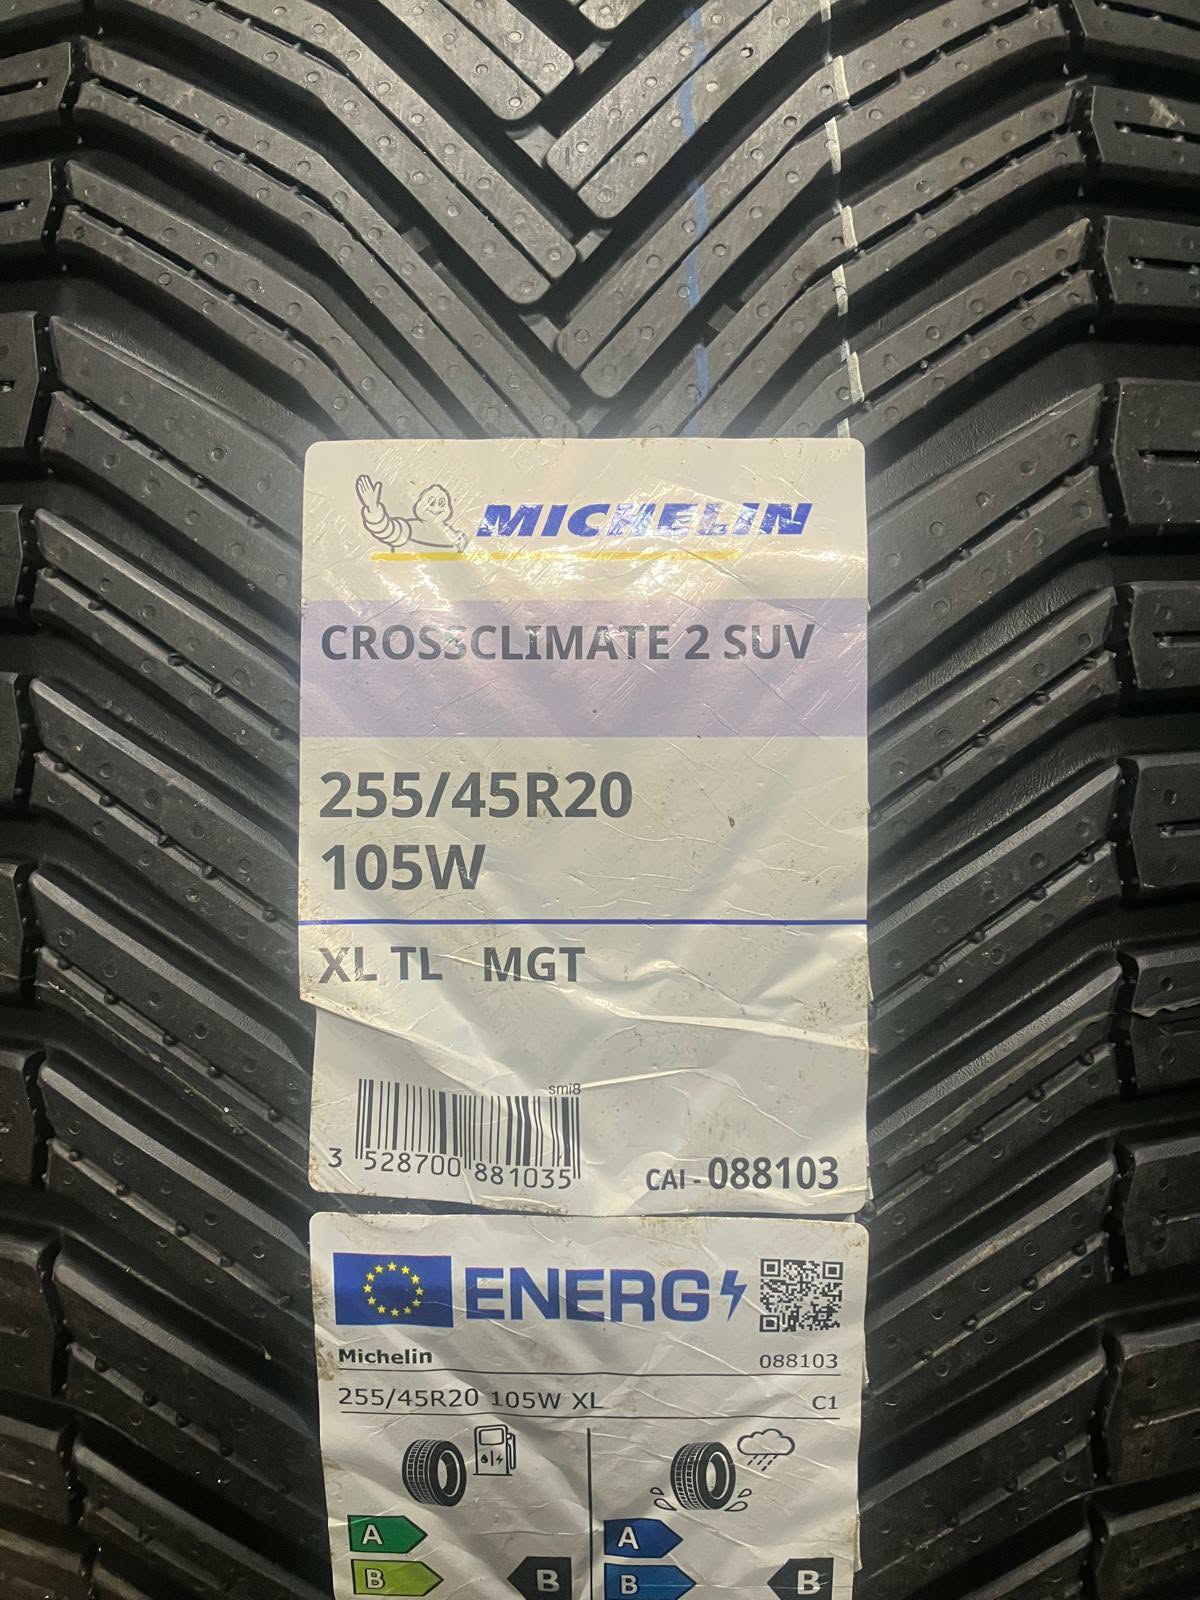 MICHELIN
CROSSCLIMATE 2 SUV
255/45R20
105W
XL TL MGT
smi8
3 528700 881035
CAI - 088103
ENERG
Michelin 088103
255/45R20 105W XL C1
A A
B B B B